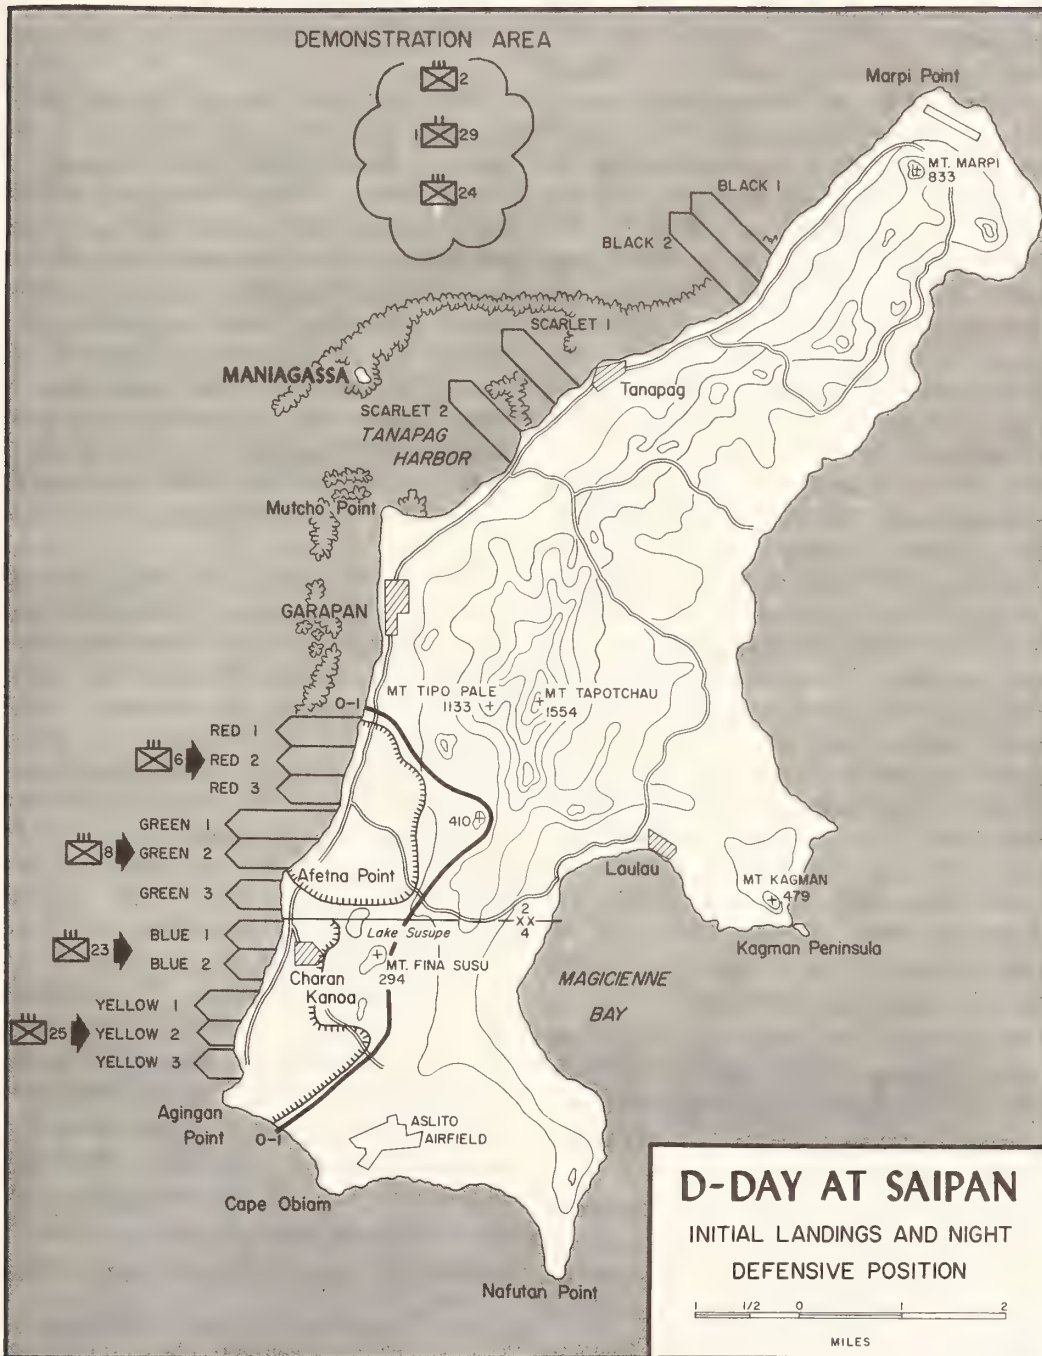 DEMONSTRATION AREA
2
1 29
24
Marpi Point
MT. MARPI
833
BLACK 1
BLACK 2
SCARLET 1
MANIAGASSA
Tanapag
SCARLET 2
TANAPAG
HARBOR
Mutcho Point
GARAPAN
MT TIPO PALE
1133
MT TAPOTCHAU
1554
O-1
RED 1
6 RED 2
RED 3
410
GREEN 1
8 GREEN 2
GREEN 3
Afetna Point
Laulau
MT KAGMAN
479
2
XX
4
BLUE 1
23 BLUE 2
Lake Susupe
Kagman Peninsula
MT. FINA SUSU
294
Charan
Kanoa
MAGICIENNE
BAY
YELLOW 1
25 YELLOW 2
YELLOW 3
Agingan
Point
O-1
ASLITO
AIRFIELD
Cape Obiam
Nafutan Point
D-DAY AT SAIPAN
INITIAL LANDINGS AND NIGHT
DEFENSIVE POSITION
1 1/2 0 1 2
MILES